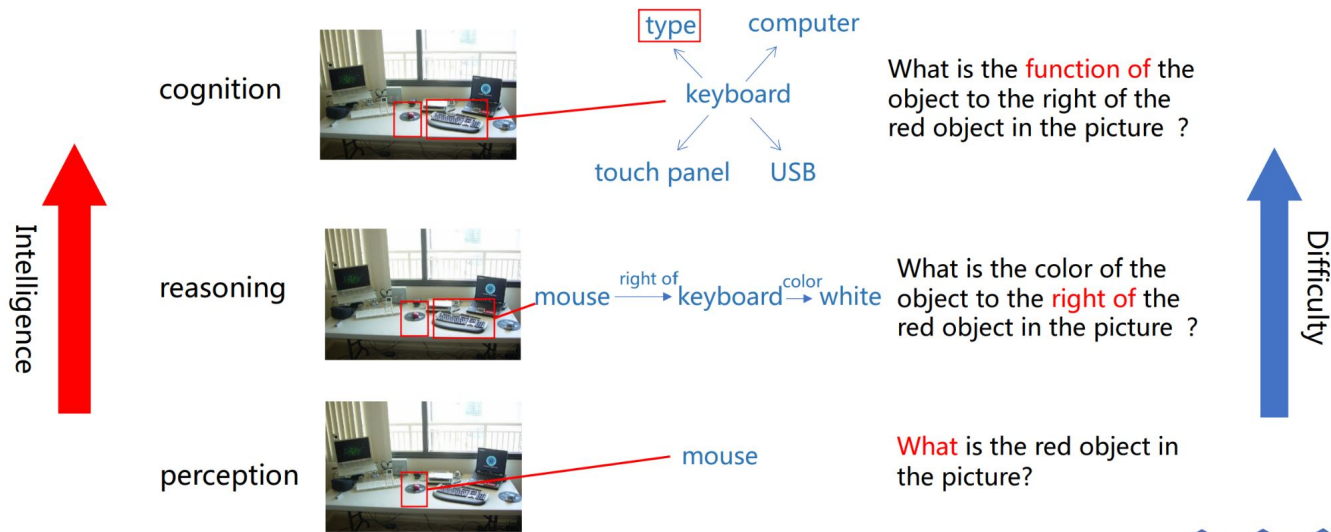 type
computer
cognition
keyboard
What is the function of the
object to the right of the
red object in the picture ?
touch panel
USB
Intelligence
Difficulty
reasoning
mouse
right of
keyboard
color
white
What is the color of the
object to the right of the
red object in the picture ?
perception
mouse
What is the red object in
the picture?